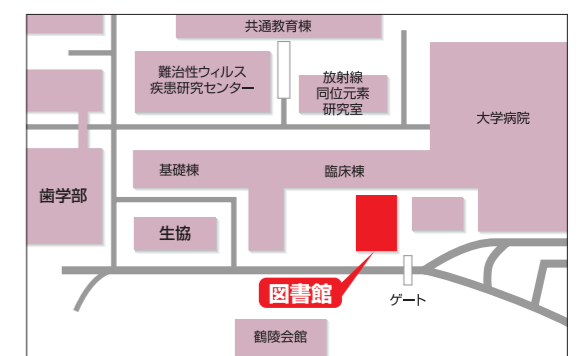 共通教育棟
難治性ウィルス
疾患研究センター
放射線
同位元素
研究室
大学病院
基礎棟
臨床棟
歯学部
生協
図書館
ゲート
鶴陵会館